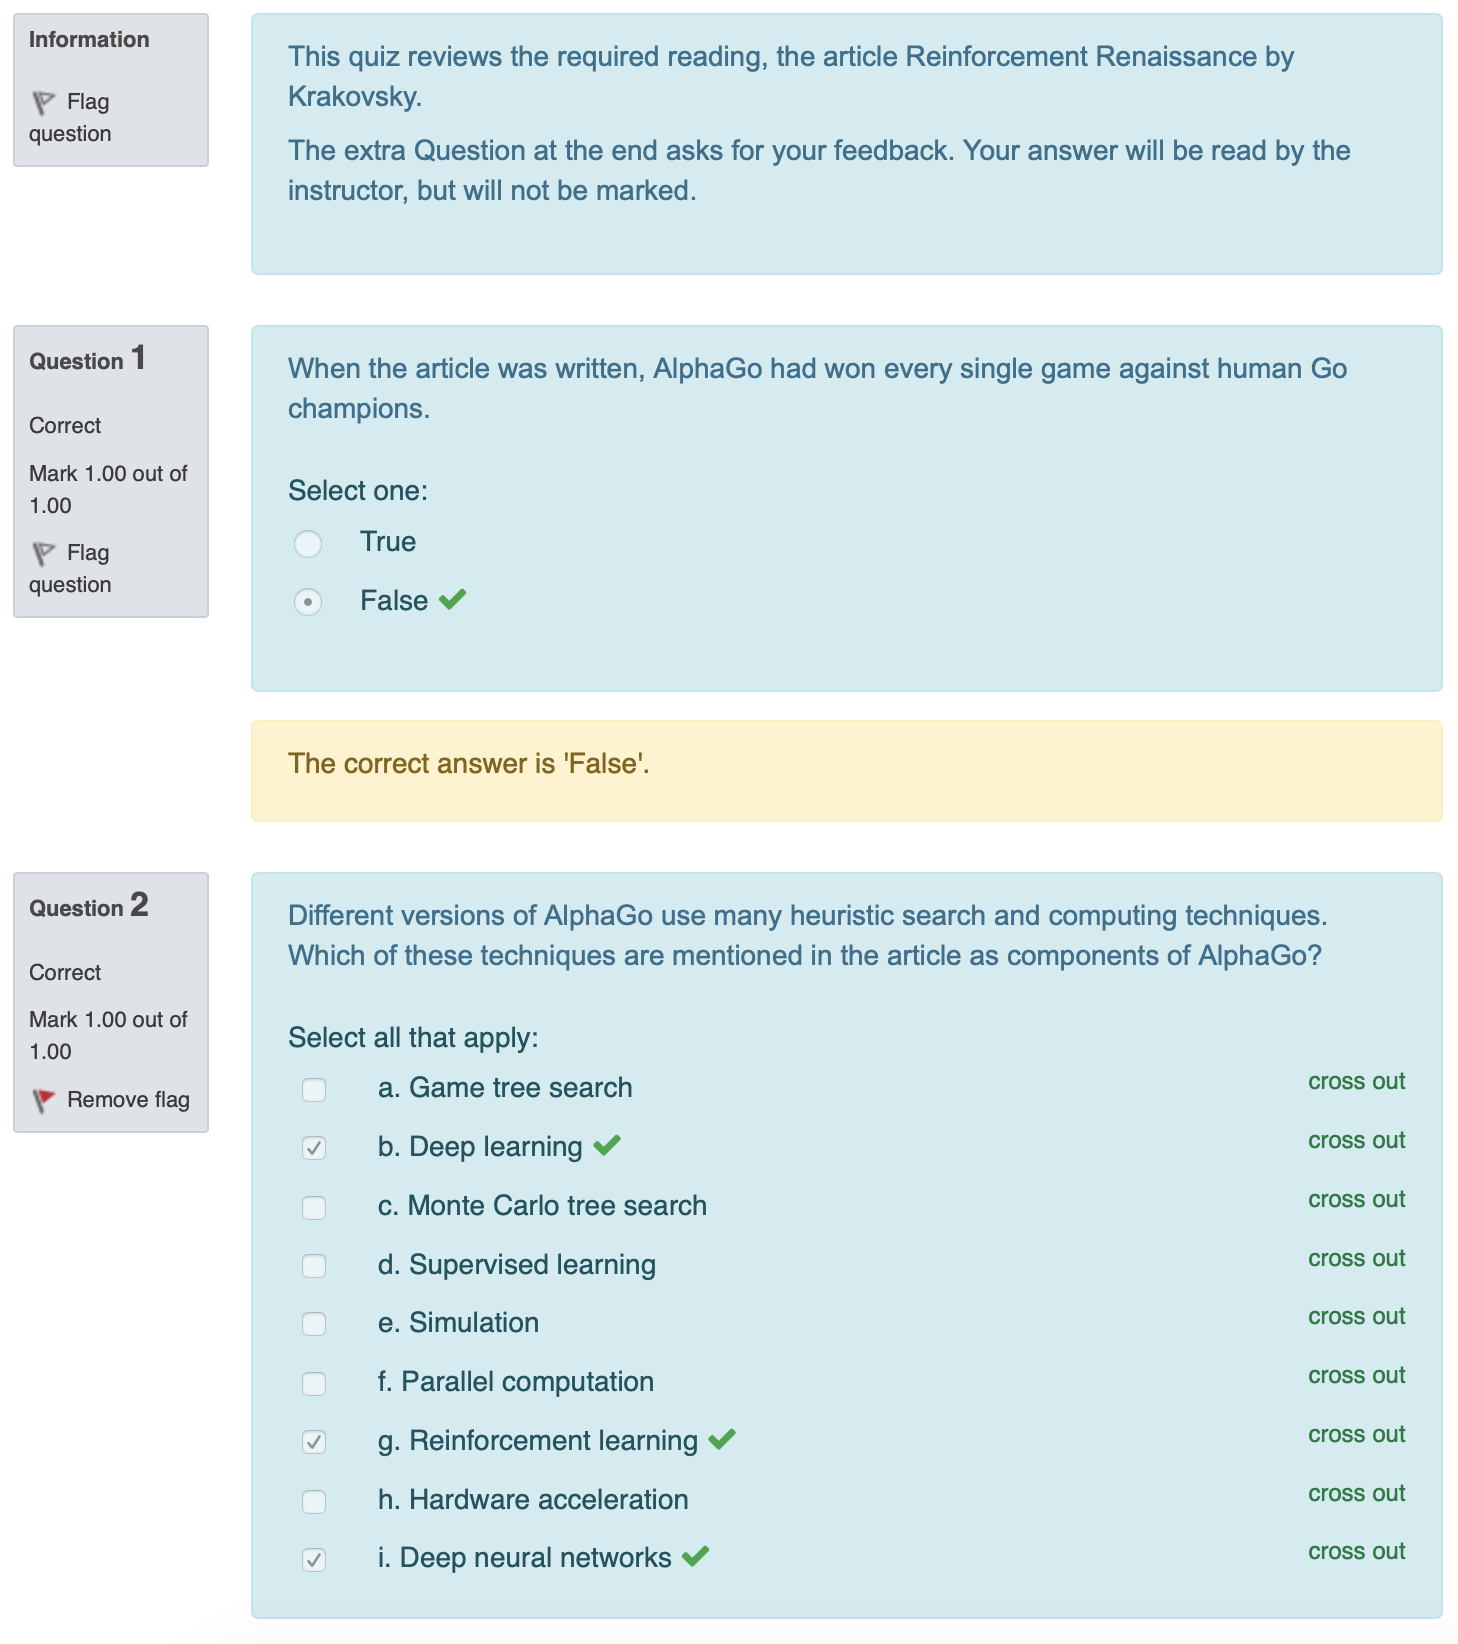 Information
Flag
question
This quiz reviews the required reading, the article Reinforcement Renaissance by
Krakovsky.
The extra Question at the end asks for your feedback. Your answer will be read by the
instructor, but will not be marked.
Question 1
Correct
Mark 1.00 out of
1.00
Flag
question
When the article was written, AlphaGo had won every single game against human Go
champions.
Select one:
True
False
The correct answer is 'False'.
Question 2
Correct
Mark 1.00 out of
1.00
Remove flag
Different versions of AlphaGo use many heuristic search and computing techniques.
Which of these techniques are mentioned in the article as components of AlphaGo?
Select all that apply:
a. Game tree search cross out
b. Deep learning cross out
c. Monte Carlo tree search cross out
d. Supervised learning cross out
e. Simulation cross out
f. Parallel computation cross out
g. Reinforcement learning cross out
h. Hardware acceleration cross out
i. Deep neural networks cross out